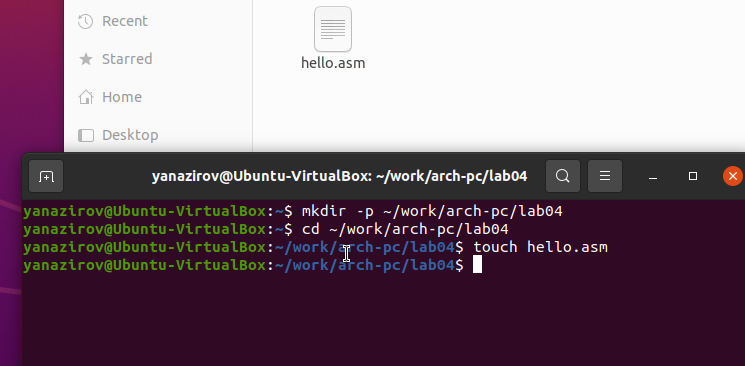 Recent
Starred
Home
Desktop
hello.asm
yanazirov@Ubuntu-VirtualBox: ~/work/arch-pc/lab04
yanazirov@Ubuntu-VirtualBox:~$ mkdir -p ~/work/arch-pc/lab04
yanazirov@Ubuntu-VirtualBox:~$ cd ~/work/arch-pc/lab04
yanazirov@Ubuntu-VirtualBox:~/work/arch-pc/lab04$ touch hello.asm
yanazirov@Ubuntu-VirtualBox:~/work/arch-pc/lab04$